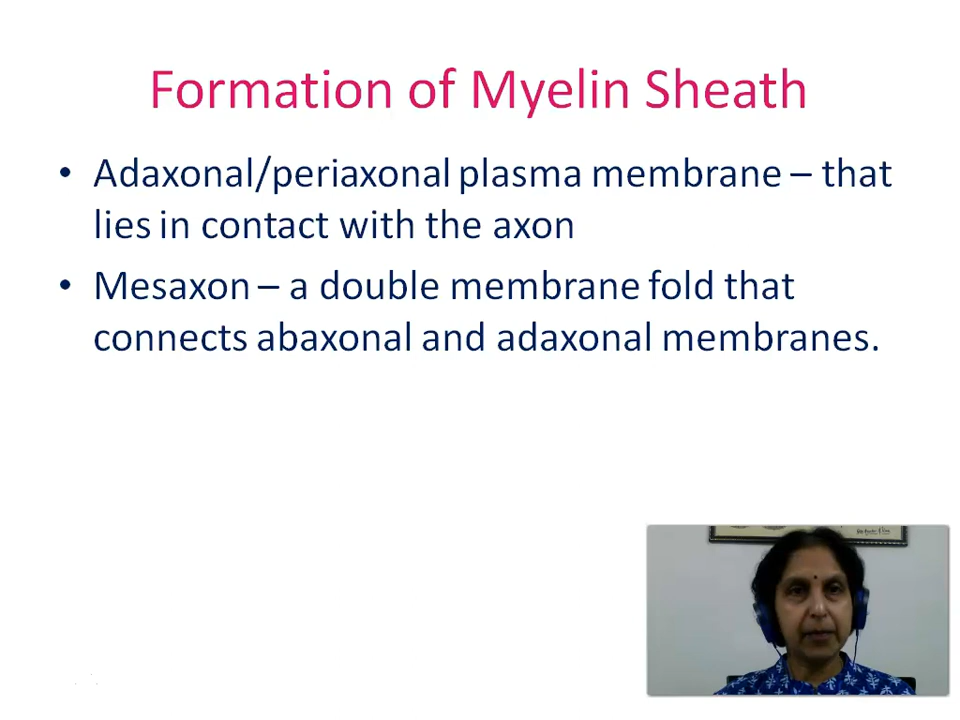 Formation of Myelin Sheath
• Adaxonal/periaxonal plasma membrane – that
lies in contact with the axon
• Mesaxon – a double membrane fold that
connects abaxonal and adaxonal membranes.